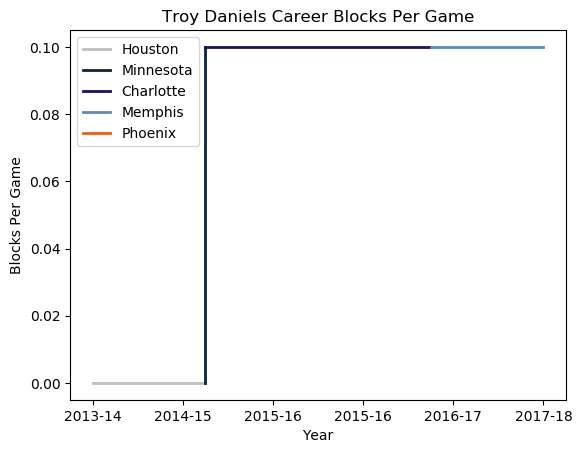 Troy Daniels Career Blocks Per Game
Houston
Minnesota
Charlotte
Memphis
Phoenix
Blocks Per Game
0.10
0.08
0.06
0.04
0.02
0.00
2013-14 2014-15 2015-16 2015-16 2016-17 2017-18
Year